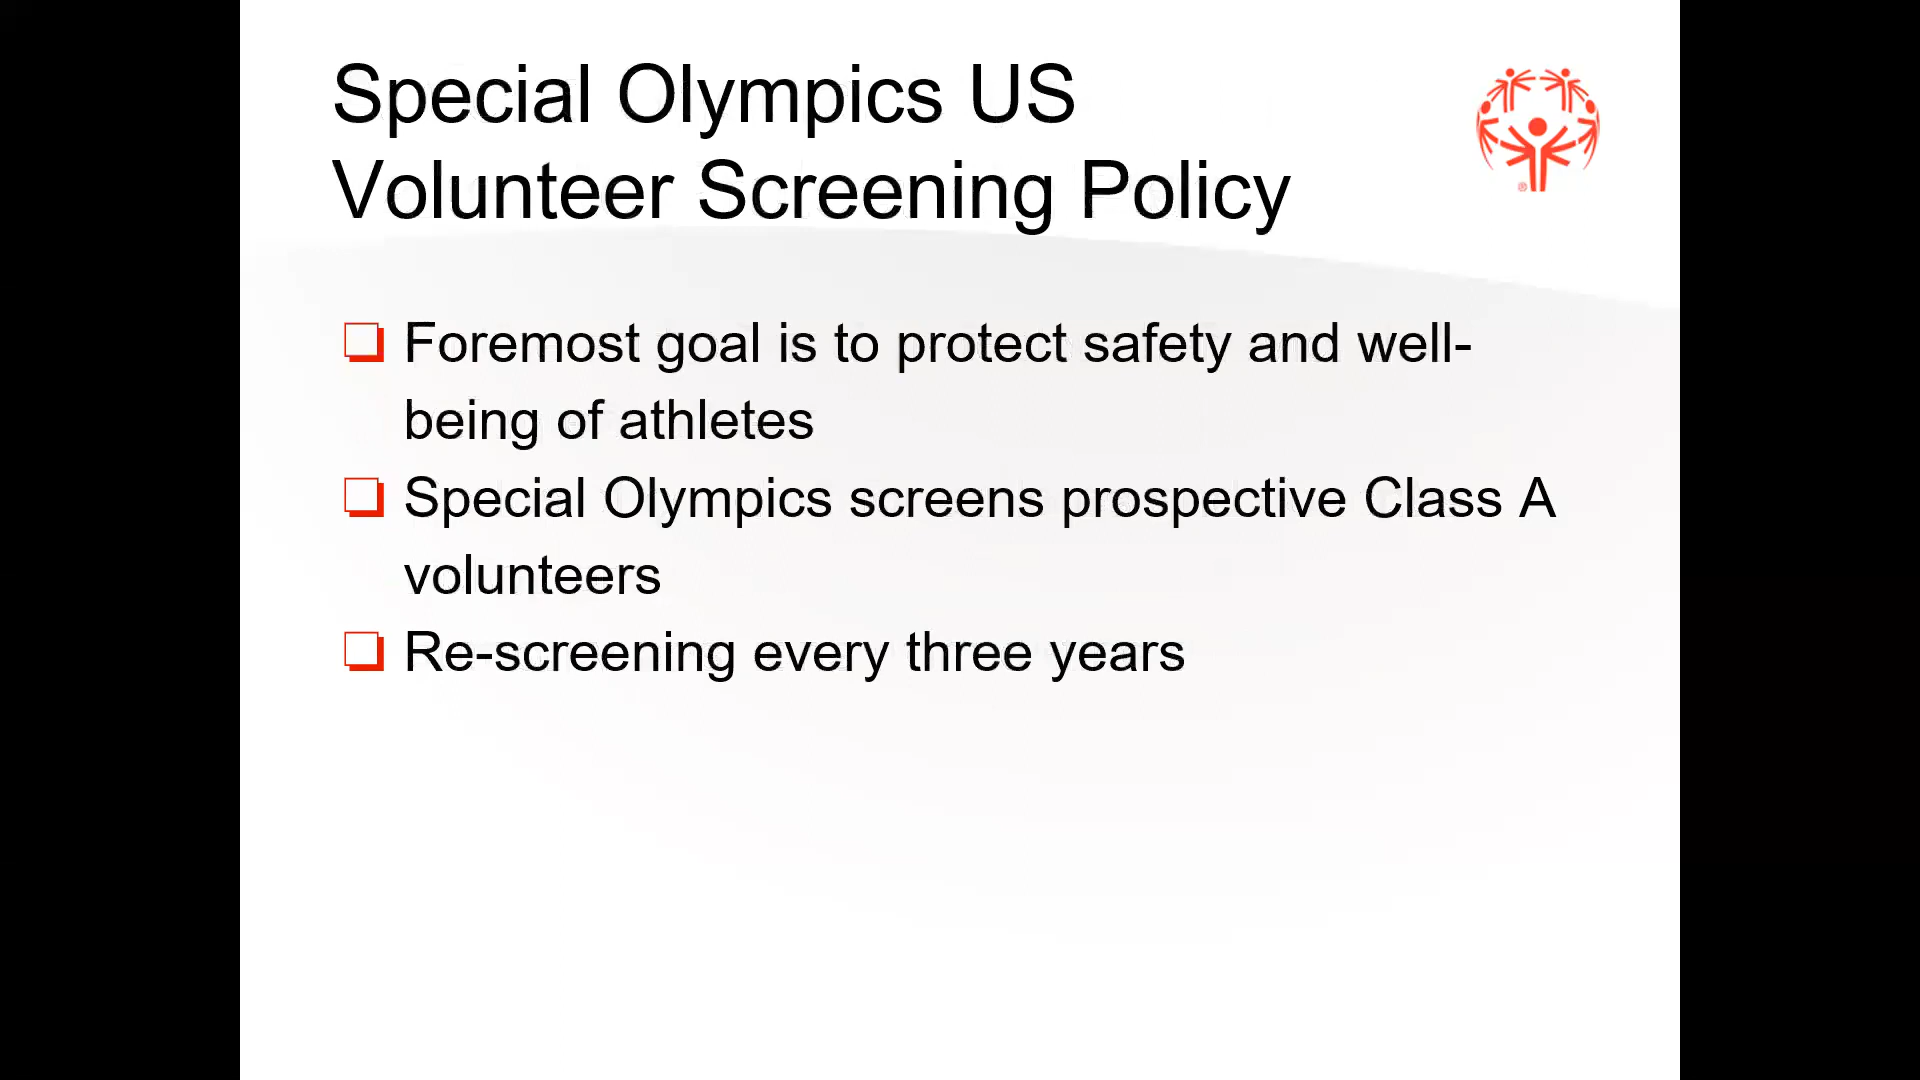 Special Olympics US
Volunteer Screening Policy
®
Foremost goal is to protect safety and well-
being of athletes
Special Olympics screens prospective Class A
volunteers
Re-screening every three years